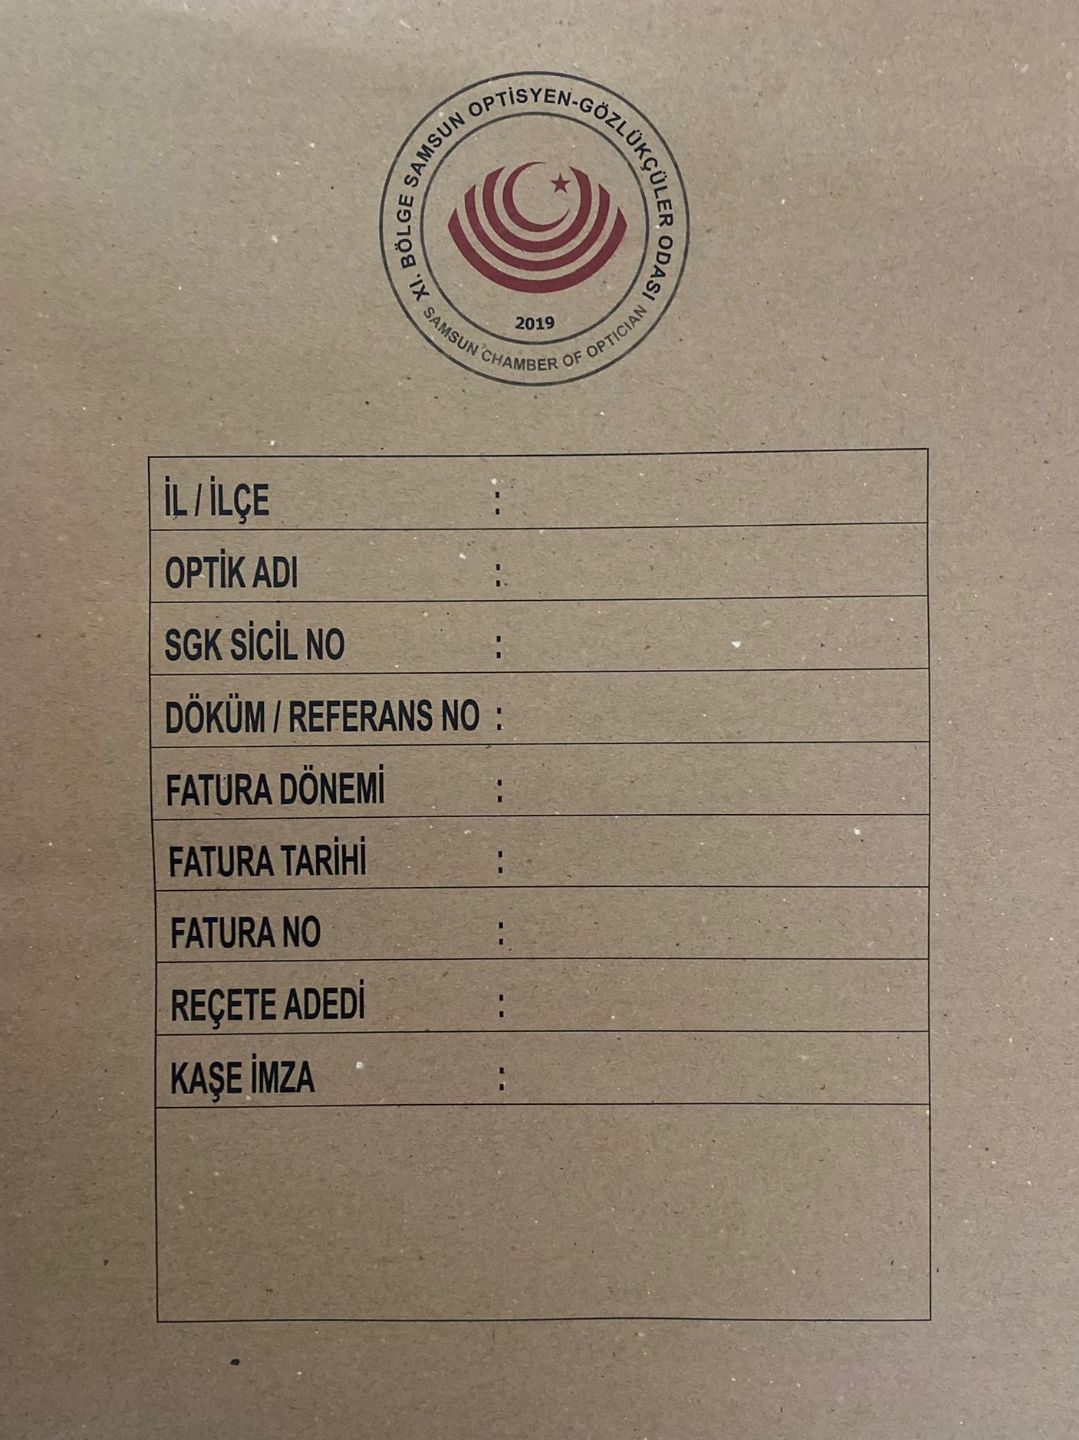 XI. BÖLGE SAMSUN OPTİSYEN-GÖZLÜKÇÜLER ODASI
2019
SAMSUN CHAMBER OF OPTICIAN
İL / İLÇE :
OPTİK ADI :
SGK SİCİL NO :
DÖKÜM / REFERANS NO :
FATURA DÖNEMİ :
FATURA TARİHİ :
FATURA NO :
REÇETE ADEDİ :
KAŞE İMZA :